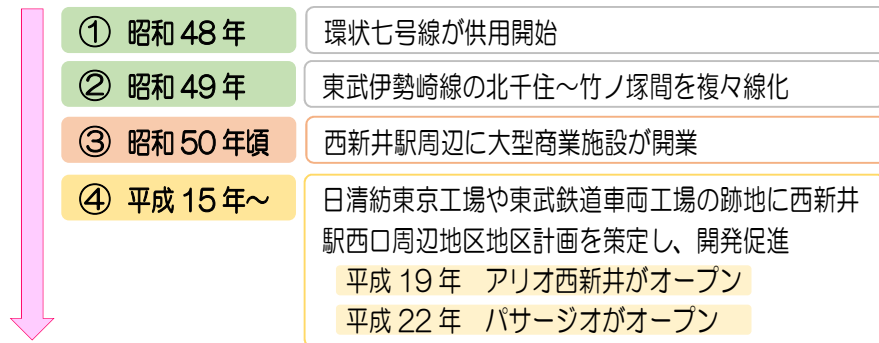 ① 昭和48年 環状七号線が供用開始
② 昭和49年 東武伊勢崎線の北千住～竹ノ塚間を複々線化
③ 昭和50年頃 西新井駅周辺に大型商業施設が開業
④ 平成15年～ 日清紡東京工場や東武鉄道車両工場の跡地に西新井
駅西口周辺地区地区計画を策定し、開発促進
平成19年 アリオ西新井がオープン
平成22年 パサージオがオープン